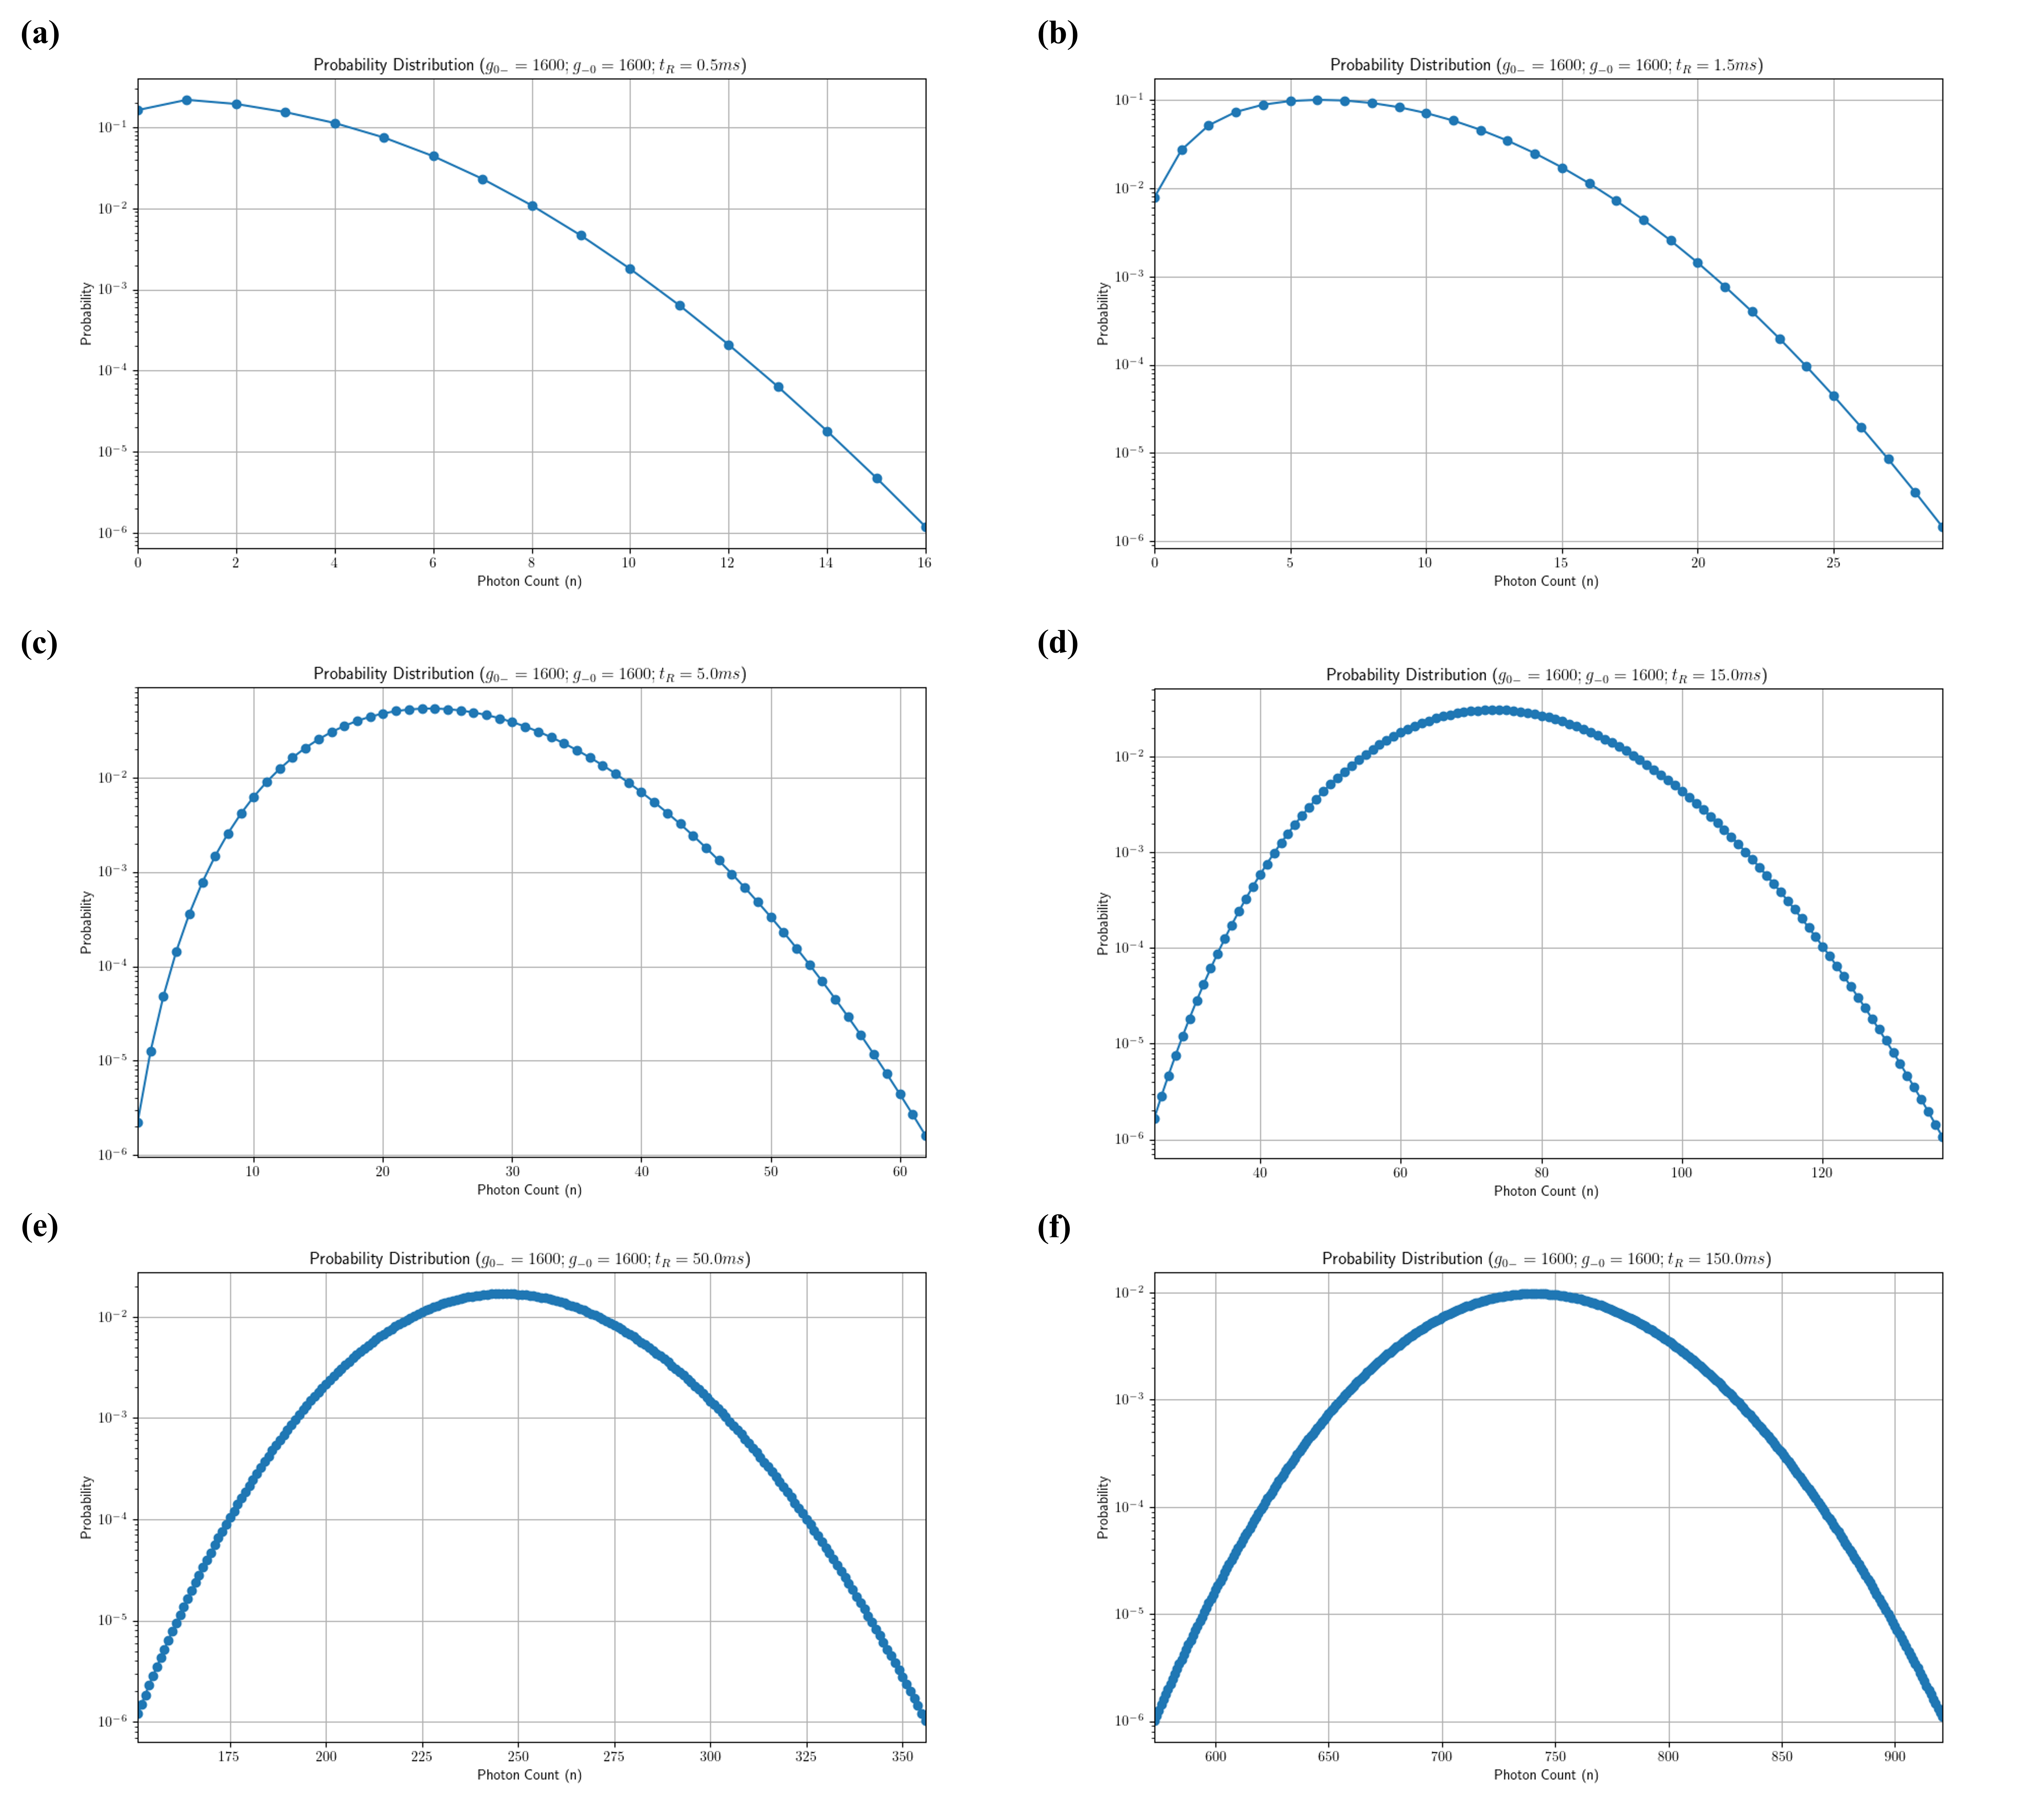 (a)
Probability Distribution (g₀₋ = 1600; g₋₀ = 1600; t_R = 0.5ms)
Probability
10⁻¹
10⁻²
10⁻³
10⁻⁴
10⁻⁵
10⁻⁶
0 2 4 6 8 10 12 14 16
Photon Count (n)
(b)
Probability Distribution (g₀₋ = 1600; g₋₀ = 1600; t_R = 1.5ms)
Probability
10⁻¹
10⁻²
10⁻³
10⁻⁴
10⁻⁵
10⁻⁶
0 5 10 15 20 25
Photon Count (n)
(c)
Probability Distribution (g₀₋ = 1600; g₋₀ = 1600; t_R = 5.0ms)
Probability
10⁻²
10⁻³
10⁻⁴
10⁻⁵
10⁻⁶
10 20 30 40 50 60
Photon Count (n)
(d)
Probability Distribution (g₀₋ = 1600; g₋₀ = 1600; t_R = 15.0ms)
Probability
10⁻²
10⁻³
10⁻⁴
10⁻⁵
10⁻⁶
40 60 80 100 120
Photon Count (n)
(e)
Probability Distribution (g₀₋ = 1600; g₋₀ = 1600; t_R = 50.0ms)
Probability
10⁻²
10⁻³
10⁻⁴
10⁻⁵
10⁻⁶
175 200 225 250 275 300 325 350
Photon Count (n)
(f)
Probability Distribution (g₀₋ = 1600; g₋₀ = 1600; t_R = 150.0ms)
Probability
10⁻²
10⁻³
10⁻⁴
10⁻⁵
10⁻⁶
600 650 700 750 800 850 900
Photon Count (n)